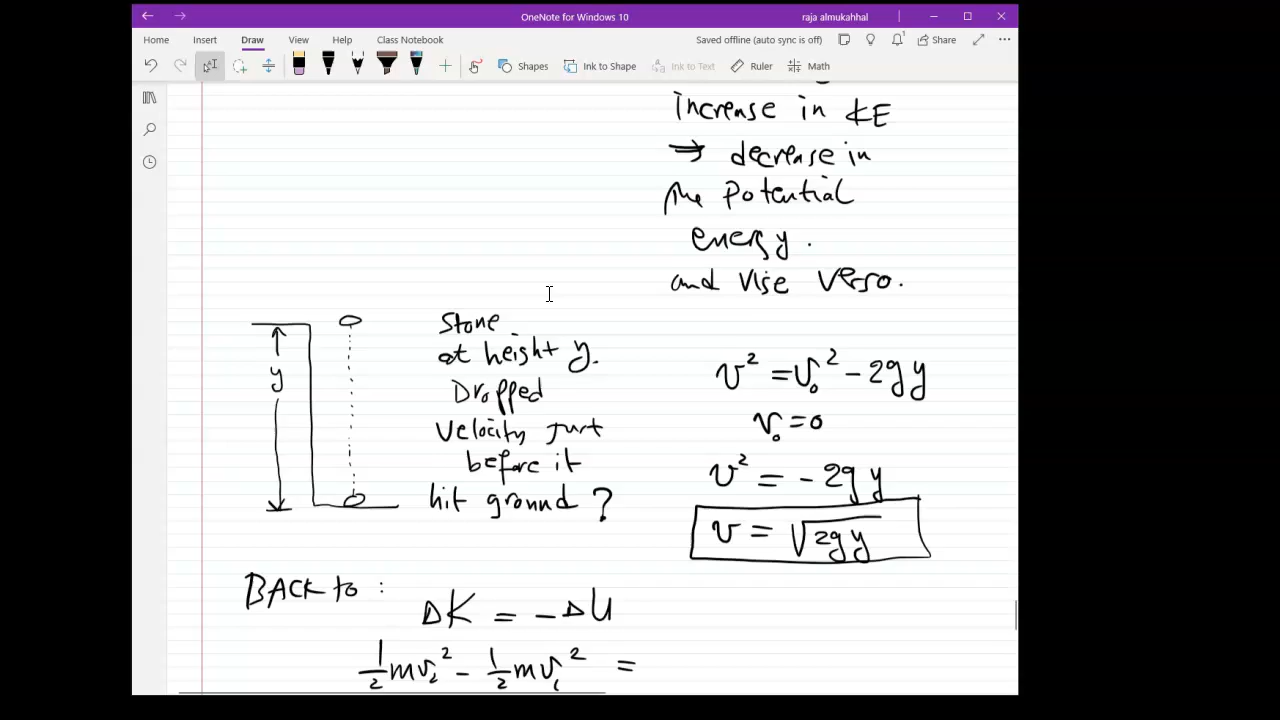 OneNote for Windows 10
raja almukahhal
Home Insert Draw View Help Class Notebook
Saved offline (auto sync is off)
Share
Shapes
Ink to Shape
Ink to Text
Ruler
Math
Increase in KE
→ decrease in
the potential
energy.
and vise verso.
y
Stone
at height y.
Dropped
Velocity just
before it
hit ground ?
v² = v₀² - 2gy
v₀ = 0
v² = - 2gy
v = √2gy
BACK to :
ΔK = -ΔU
½mv₂² - ½mv₁² =